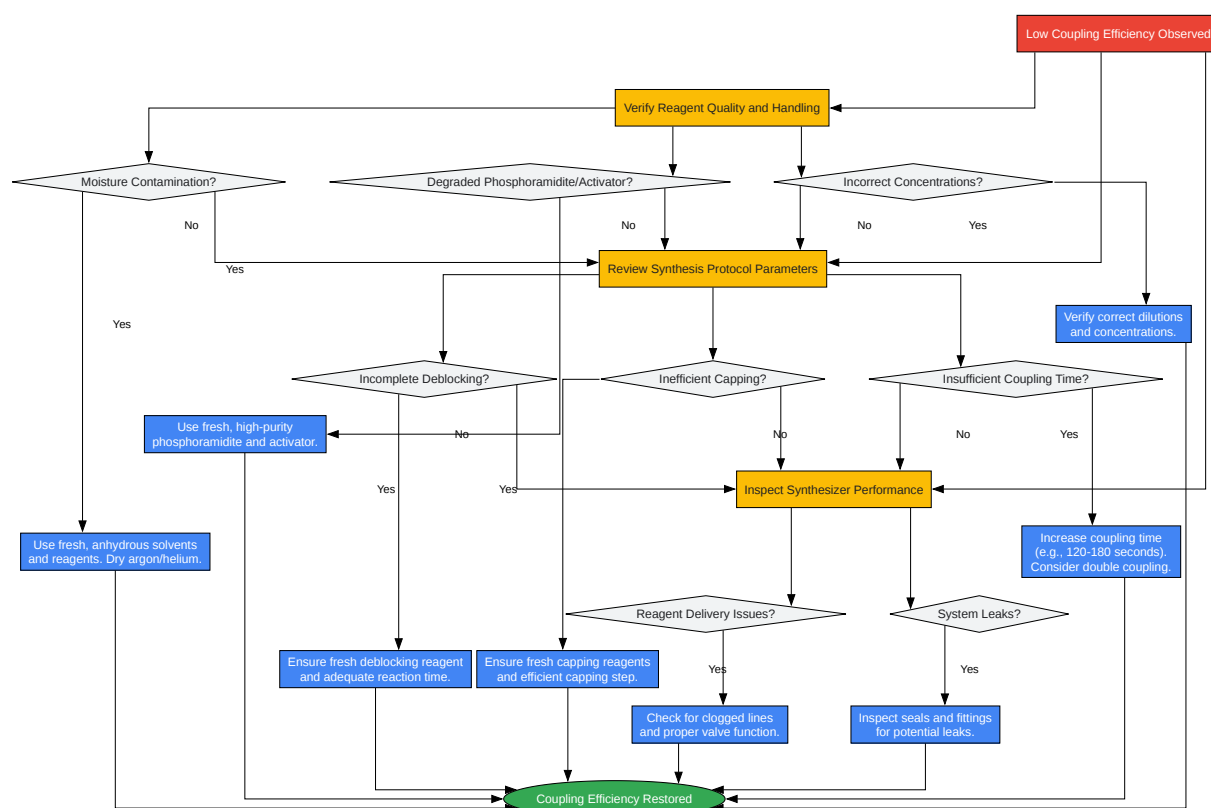 Low Coupling Efficiency Observed
Verify Reagent Quality and Handling
Moisture Contamination?
Degraded Phosphoramidite/Activator?
Incorrect Concentrations?
No
No
No
Yes
Review Synthesis Protocol Parameters
Yes
Verify correct dilutions
and concentrations.
Yes
Incomplete Deblocking?
Inefficient Capping?
Insufficient Coupling Time?
Use fresh, high-purity
phosphoramidite and activator.
No
No
No
Yes
Yes
Yes
Inspect Synthesizer Performance
Use fresh, anhydrous solvents
and reagents. Dry argon/helium.
Increase coupling time
(e.g., 120-180 seconds).
Consider double coupling.
Reagent Delivery Issues?
System Leaks?
Ensure fresh deblocking reagent
and adequate reaction time.
Ensure fresh capping reagents
and efficient capping step.
Yes
Yes
Check for clogged lines
and proper valve function.
Inspect seals and fittings
for potential leaks.
Coupling Efficiency Restored